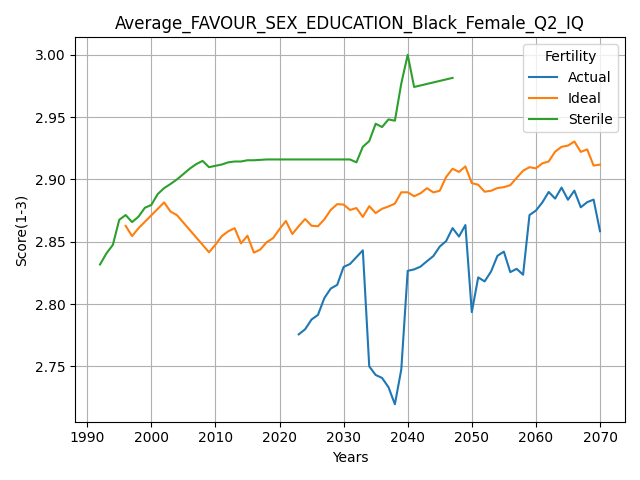 Average_FAVOUR_SEX_EDUCATION_Black_Female_Q2_IQ
Fertility
Actual
Ideal
Sterile
Score(1-3)
3.00
2.95
2.90
2.85
2.80
2.75
1990 2000 2010 2020 2030 2040 2050 2060 2070
Years